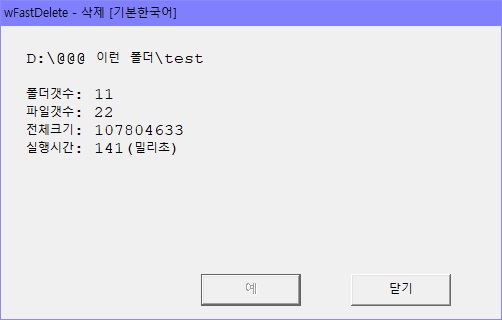 wFastDelete - 삭제 [기본한국어]
D:\@@@ 이런 폴더\test
폴더갯수: 11
파일갯수: 22
전체크기: 107804633
실행시간: 141(밀리초)
예
닫기